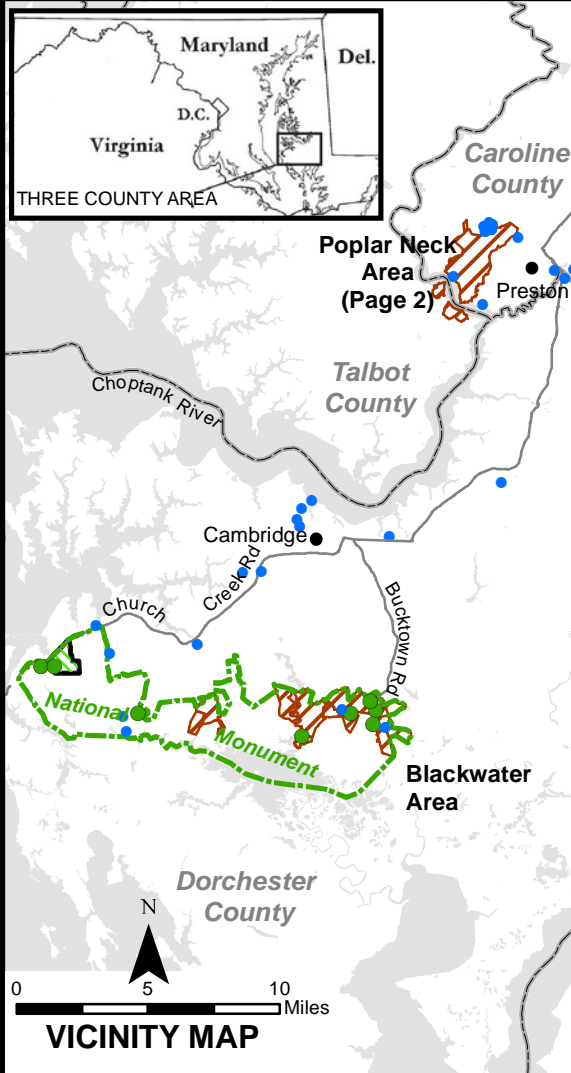 Maryland
Del.
D.C.
Virginia
THREE COUNTY AREA
Caroline
County
Poplar Neck
Area
(Page 2)
Preston
Talbot
County
Choptank River
Cambridge
Church
Creek Rd
Bucktown Rd
National
Monument
Blackwater
Area
Dorchester
County
N
0 5 10
Miles
VICINITY MAP